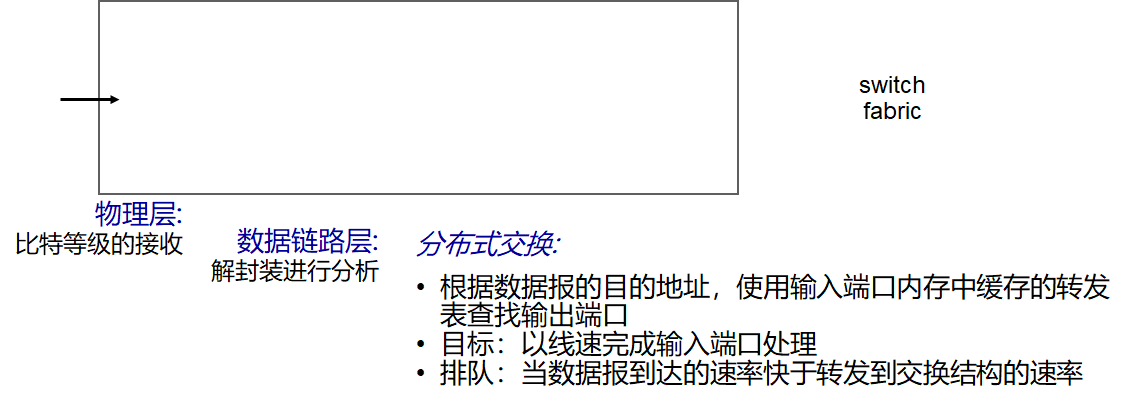 switch
fabric
物理层:
比特等级的接收
数据链路层:
解封装进行分析
分布式交换:
• 根据数据报的目的地址，使用输入端口内存中缓存的转发
表查找输出端口
• 目标：以线速完成输入端口处理
• 排队：当数据报到达的速率快于转发到交换结构的速率